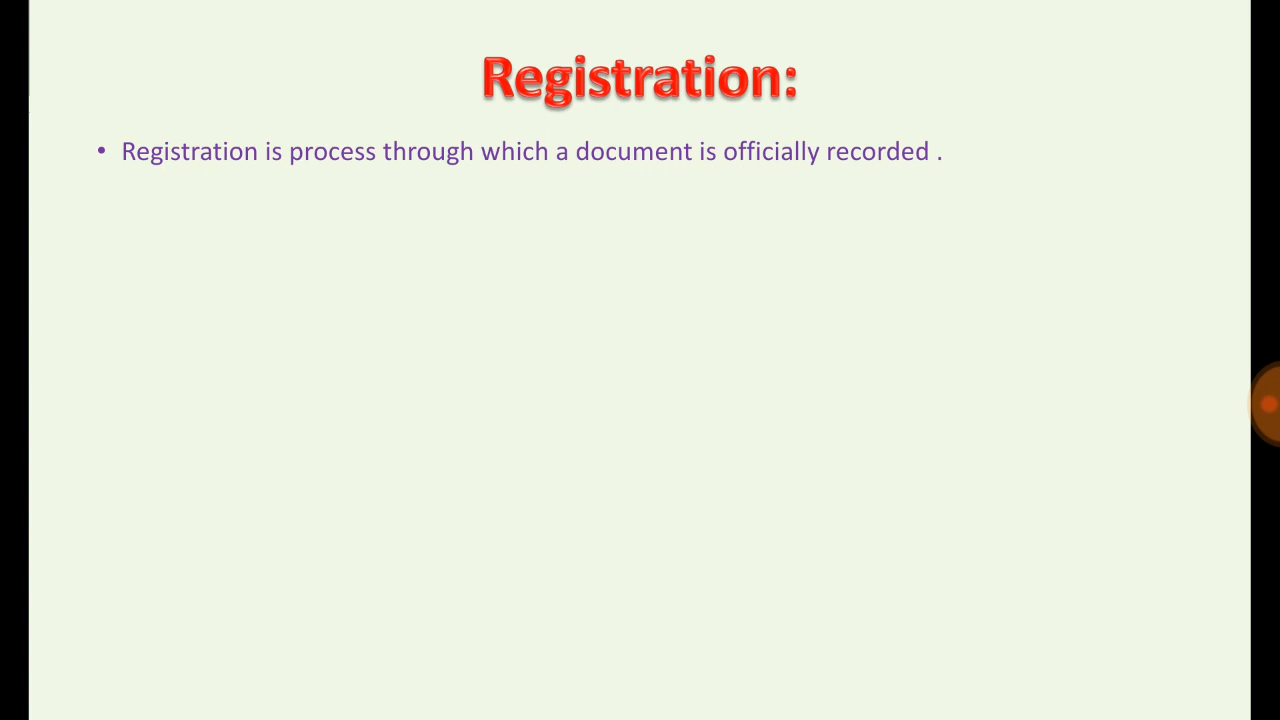 Registration:
• Registration is process through which a document is officially recorded .